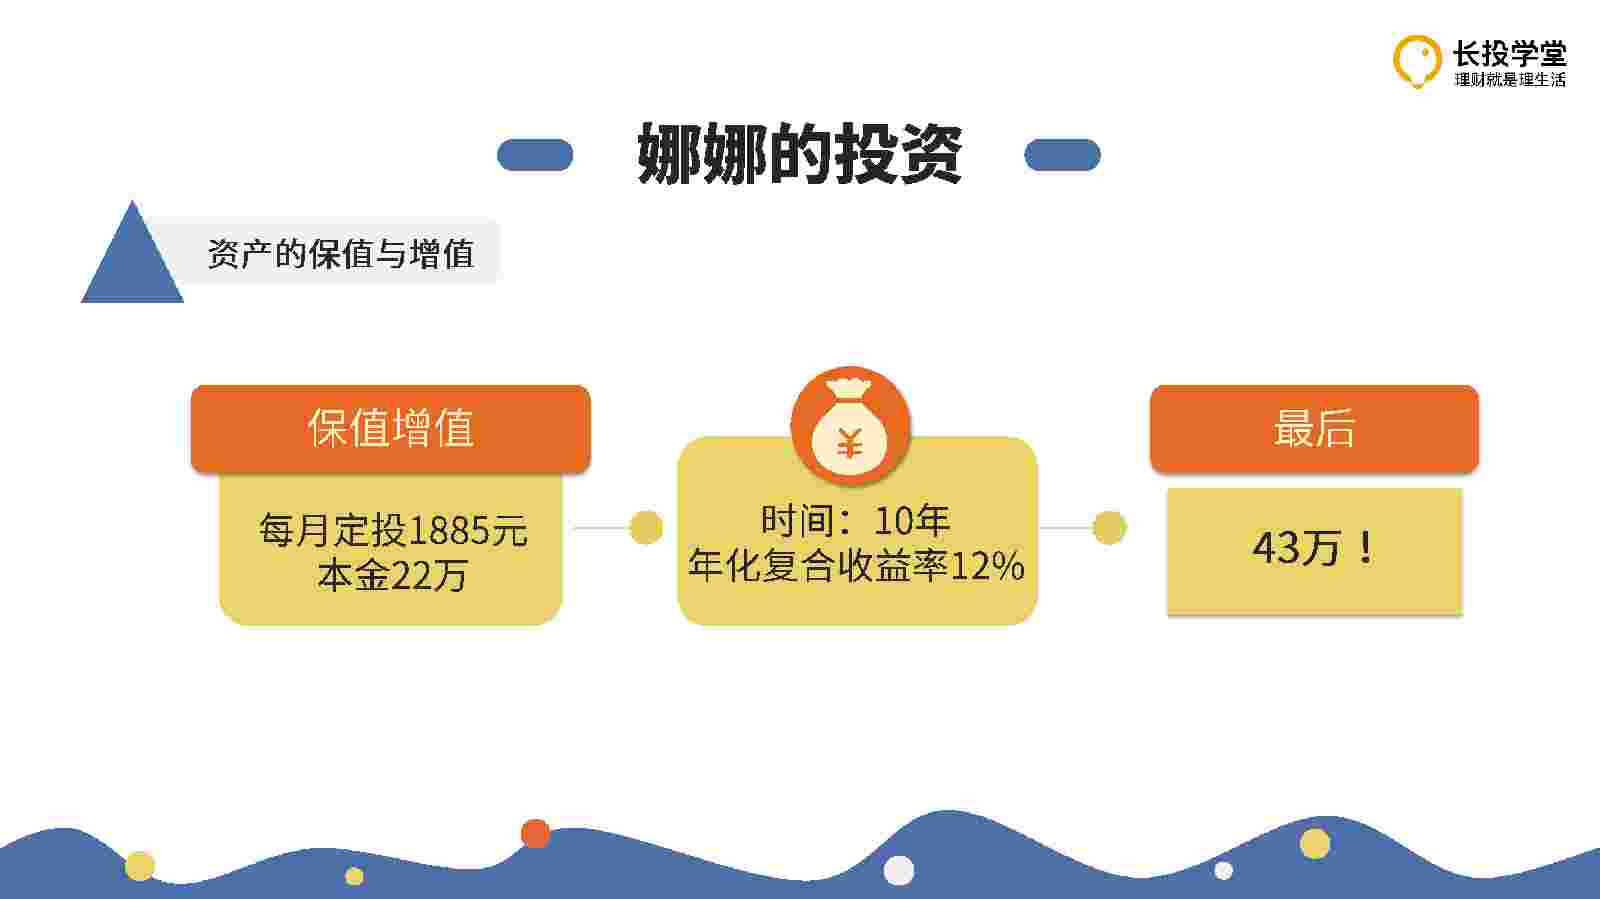 长投学堂
理财就是理生活
娜娜的投资
资产的保值与增值
保值增值
每月定投1885元
本金22万
¥
时间：10年
年化复合收益率12%
最后
43万！